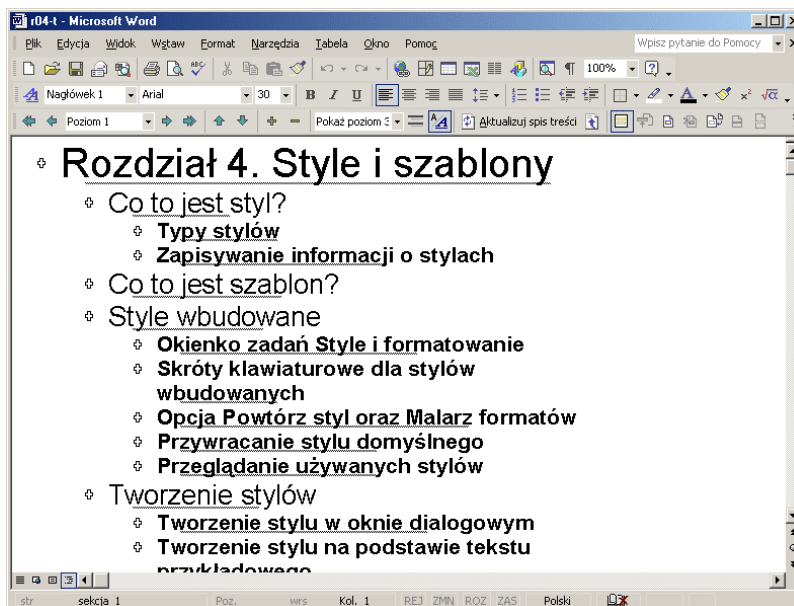 r04-t - Microsoft Word
Plik Edycja Widok Wstaw Format Narzędzia Tabela Okno Pomoc Wpisz pytanie do Pomocy
100%
Nagłówek 1 Arial 30 B I U
Poziom 1 Pokaż poziom Aktualizuj spis treści
Rozdział 4. Style i szablony
Co to jest styl?
Typy stylów
Zapisywanie informacji o stylach
Co to jest szablon?
Style wbudowane
Okienko zadań Style i formatowanie
Skróty klawiaturowe dla stylów
wbudowanych
Opcja Powtórz styl oraz Malarz formatów
Przywracanie stylu domyślnego
Przeglądanie używanych stylów
Tworzenie stylów
Tworzenie stylu w oknie dialogowym
Tworzenie stylu na podstawie tekstu
przykładowego
str sekcja 1 Poz. wrs Kol. 1 REJ ZMN ROZ ZAS Polski